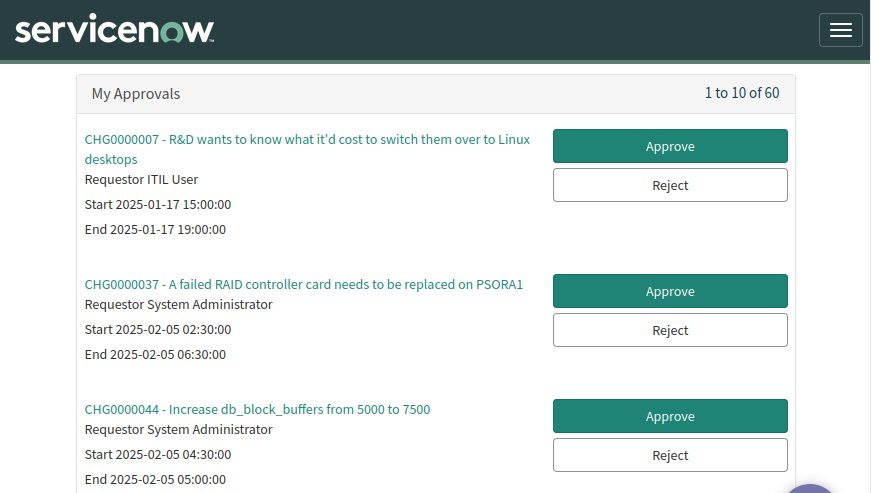 servicenow
My Approvals
1 to 10 of 60
CHG0000007 - R&D wants to know what it'd cost to switch them over to Linux
desktops
Requestor ITIL User
Start 2025-01-17 15:00:00
End 2025-01-17 19:00:00
Approve
Reject
CHG0000037 - A failed RAID controller card needs to be replaced on PSORA1
Requestor System Administrator
Start 2025-02-05 02:30:00
End 2025-02-05 06:30:00
Approve
Reject
CHG0000044 - Increase db_block_buffers from 5000 to 7500
Requestor System Administrator
Start 2025-02-05 04:30:00
End 2025-02-05 05:00:00
Approve
Reject